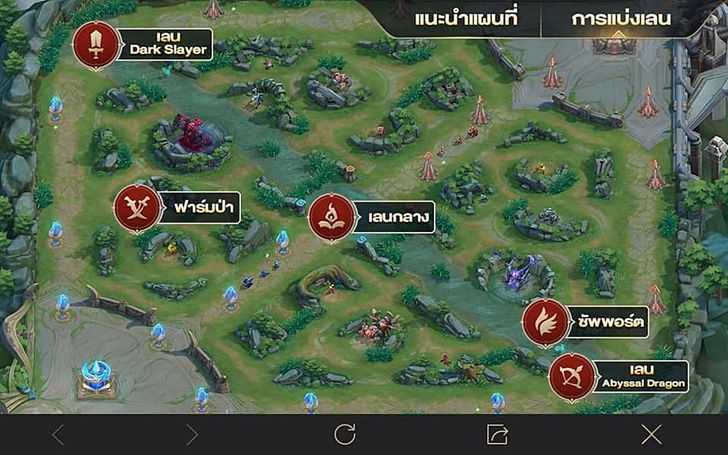 แนะนำแผนที่
การแบ่งเลน
เลน
Dark Slayer
ฟาร์มป่า
เลนกลาง
ซัพพอร์ต
เลน
Abyssal Dragon